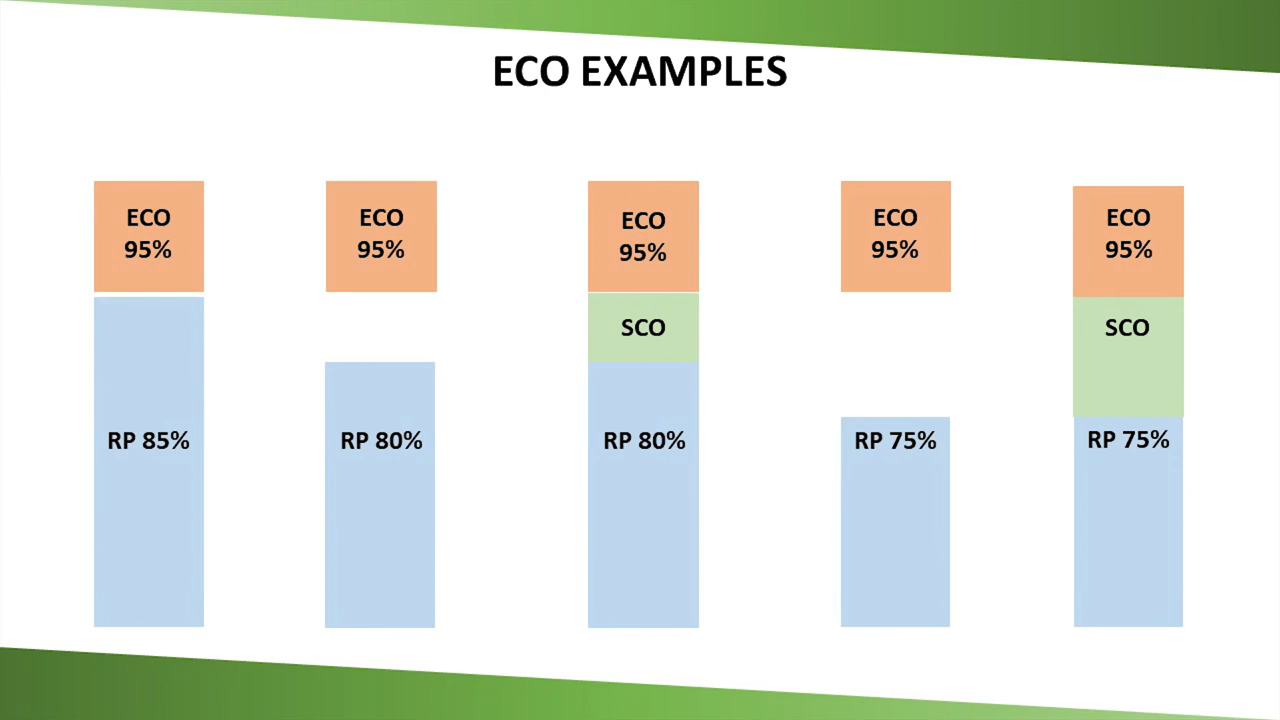 ECO EXAMPLES
ECO
95%
RP 85%
ECO
95%
RP 80%
ECO
95%
SCO
RP 80%
ECO
95%
RP 75%
ECO
95%
SCO
RP 75%